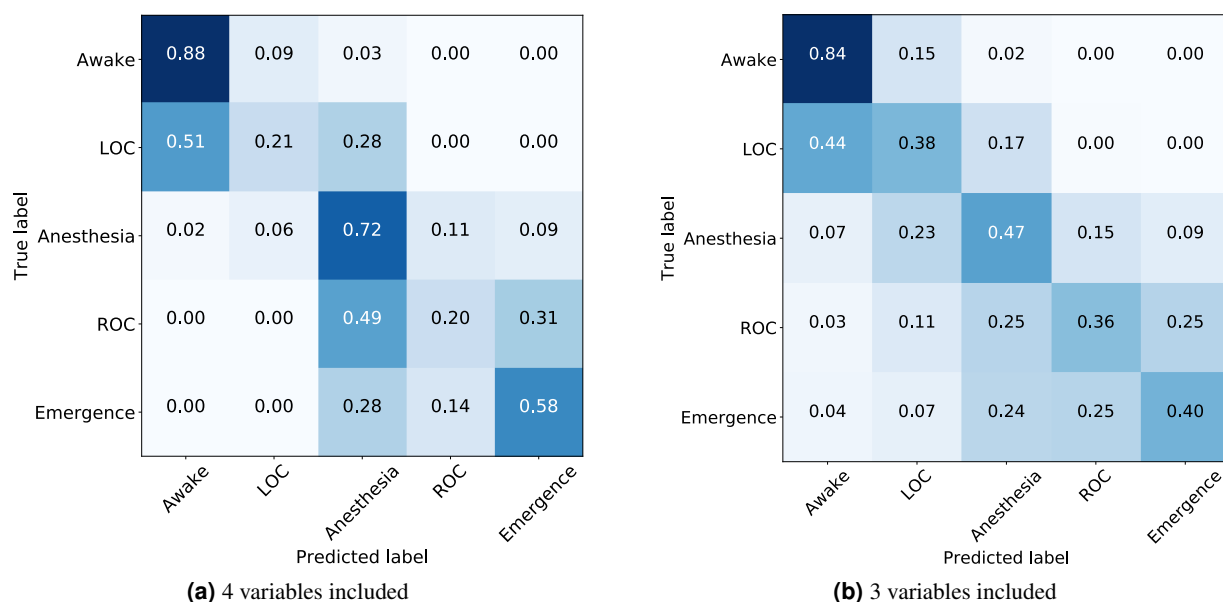 Awake 0.88 0.09 0.03 0.00 0.00
LOC 0.51 0.21 0.28 0.00 0.00
Anesthesia 0.02 0.06 0.72 0.11 0.09
ROC 0.00 0.00 0.49 0.20 0.31
Emergence 0.00 0.00 0.28 0.14 0.58
True label
Awake LOC Anesthesia ROC Emergence
Predicted label
(a) 4 variables included
Awake 0.84 0.15 0.02 0.00 0.00
LOC 0.44 0.38 0.17 0.00 0.00
Anesthesia 0.07 0.23 0.47 0.15 0.09
ROC 0.03 0.11 0.25 0.36 0.25
Emergence 0.04 0.07 0.24 0.25 0.40
True label
Awake LOC Anesthesia ROC Emergence
Predicted label
(b) 3 variables included